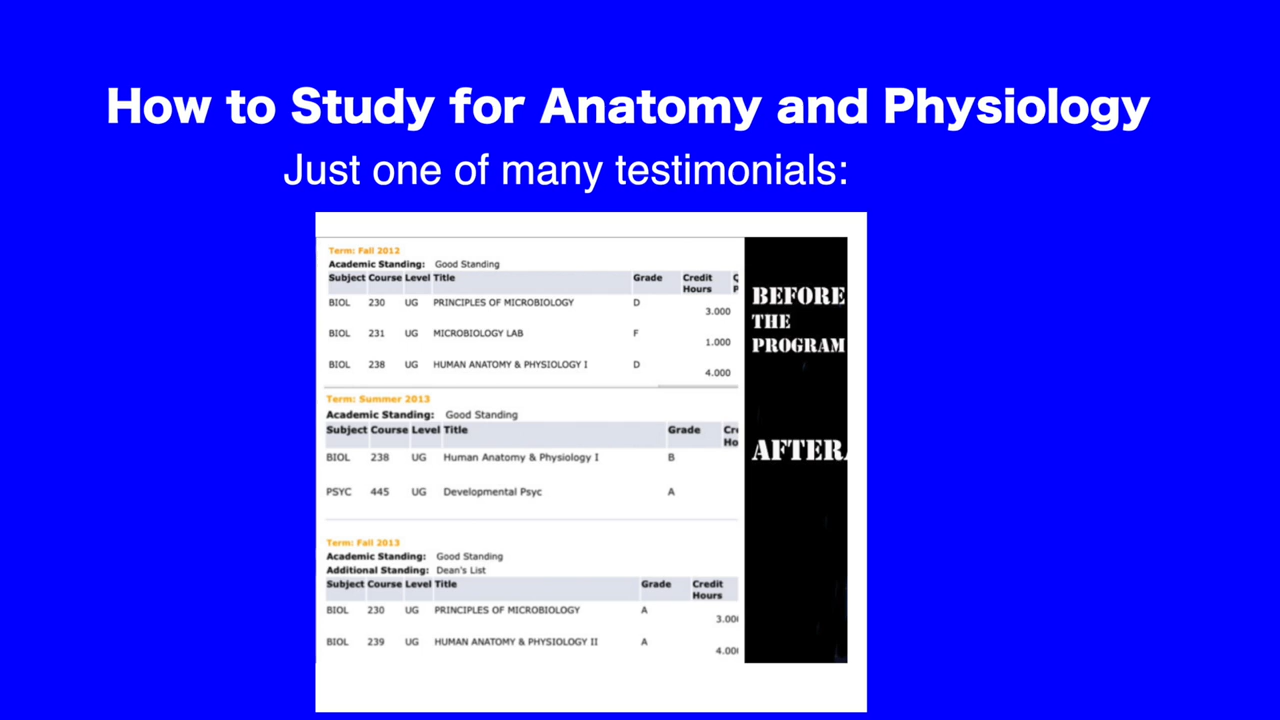 How to Study for Anatomy and Physiology
Just one of many testimonials:
Term: Fall 2012
Academic Standing: Good Standing
Subject Course Level Title Grade Credit Hours
BIOL 230 UG PRINCIPLES OF MICROBIOLOGY D 3.000
BIOL 231 UG MICROBIOLOGY LAB F 1.000
BIOL 238 UG HUMAN ANATOMY & PHYSIOLOGY I D 4.000
BEFORE
THE
PROGRAM
Term: Summer 2013
Academic Standing: Good Standing
Subject Course Level Title Grade
BIOL 238 UG Human Anatomy & Physiology I B
PSYC 445 UG Developmental Psyc A
AFTER
Term: Fall 2013
Academic Standing: Good Standing
Additional Standing: Dean's List
Subject Course Level Title Grade Credit Hours
BIOL 230 UG PRINCIPLES OF MICROBIOLOGY A 3.00
BIOL 239 UG HUMAN ANATOMY & PHYSIOLOGY II A 4.00